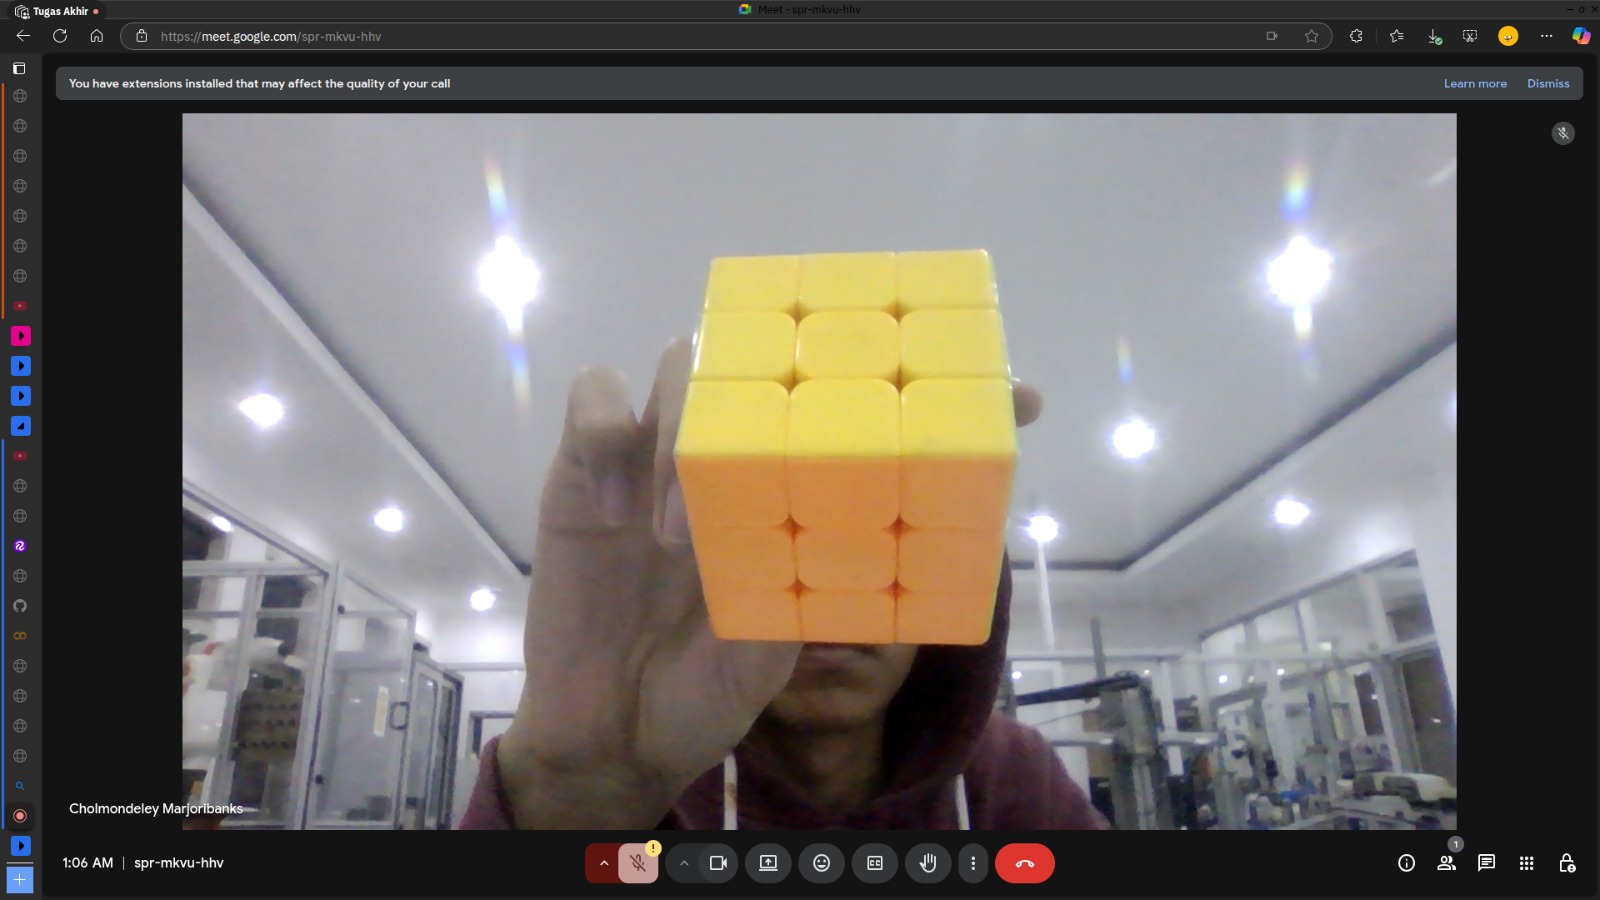 Tugas Akhir
Meet - spr-mkvu-hhv
https://meet.google.com/spr-mkvu-hhv
You have extensions installed that may affect the quality of your call
Learn more
Dismiss
Cholmondeley Marjoribanks
1:06 AM | spr-mkvu-hhv
!
CC
1